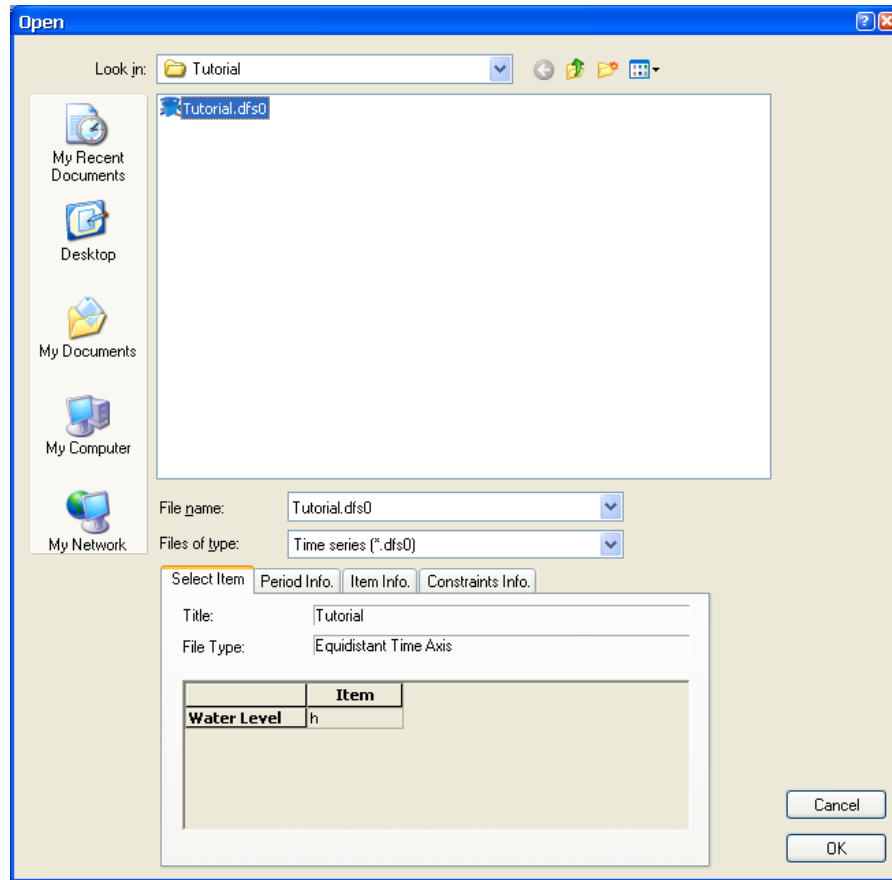 Open
Look in: Tutorial
Tutorial.dfs0
My Recent
Documents
Desktop
My Documents
My Computer
My Network
File name: Tutorial.dfs0
Files of type: Time series (*.dfs0)
Select Item Period Info. Item Info. Constraints Info.
Title: Tutorial
File Type: Equidistant Time Axis
Item
Water Level h
Cancel
OK